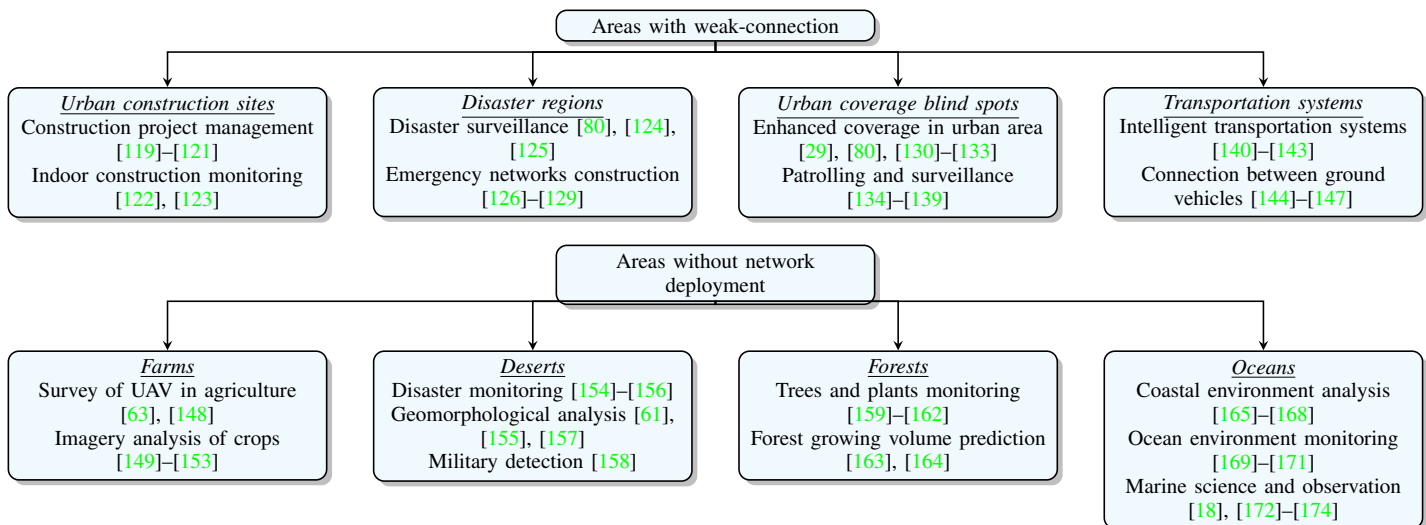 Areas with weak-connection
Urban construction sites
Construction project management
[119]–[121]
Indoor construction monitoring
[122], [123]
Disaster regions
Disaster surveillance [80], [124],
[125]
Emergency networks construction
[126]–[129]
Urban coverage blind spots
Enhanced coverage in urban area
[29], [80], [130]–[133]
Patrolling and surveillance
[134]–[139]
Transportation systems
Intelligent transportation systems
[140]–[143]
Connection between ground
vehicles [144]–[147]
Areas without network
deployment
Farms
Survey of UAV in agriculture
[63], [148]
Imagery analysis of crops
[149]–[153]
Deserts
Disaster monitoring [154]–[156]
Geomorphological analysis [61],
[155], [157]
Military detection [158]
Forests
Trees and plants monitoring
[159]–[162]
Forest growing volume prediction
[163], [164]
Oceans
Coastal environment analysis
[165]–[168]
Ocean environment monitoring
[169]–[171]
Marine science and observation
[18], [172]–[174]